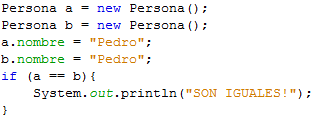 Persona a = new Persona();
Persona b = new Persona();
a.nombre = "Pedro";
b.nombre = "Pedro";
if (a == b){
    System.out.println("SON IGUALES!");
}